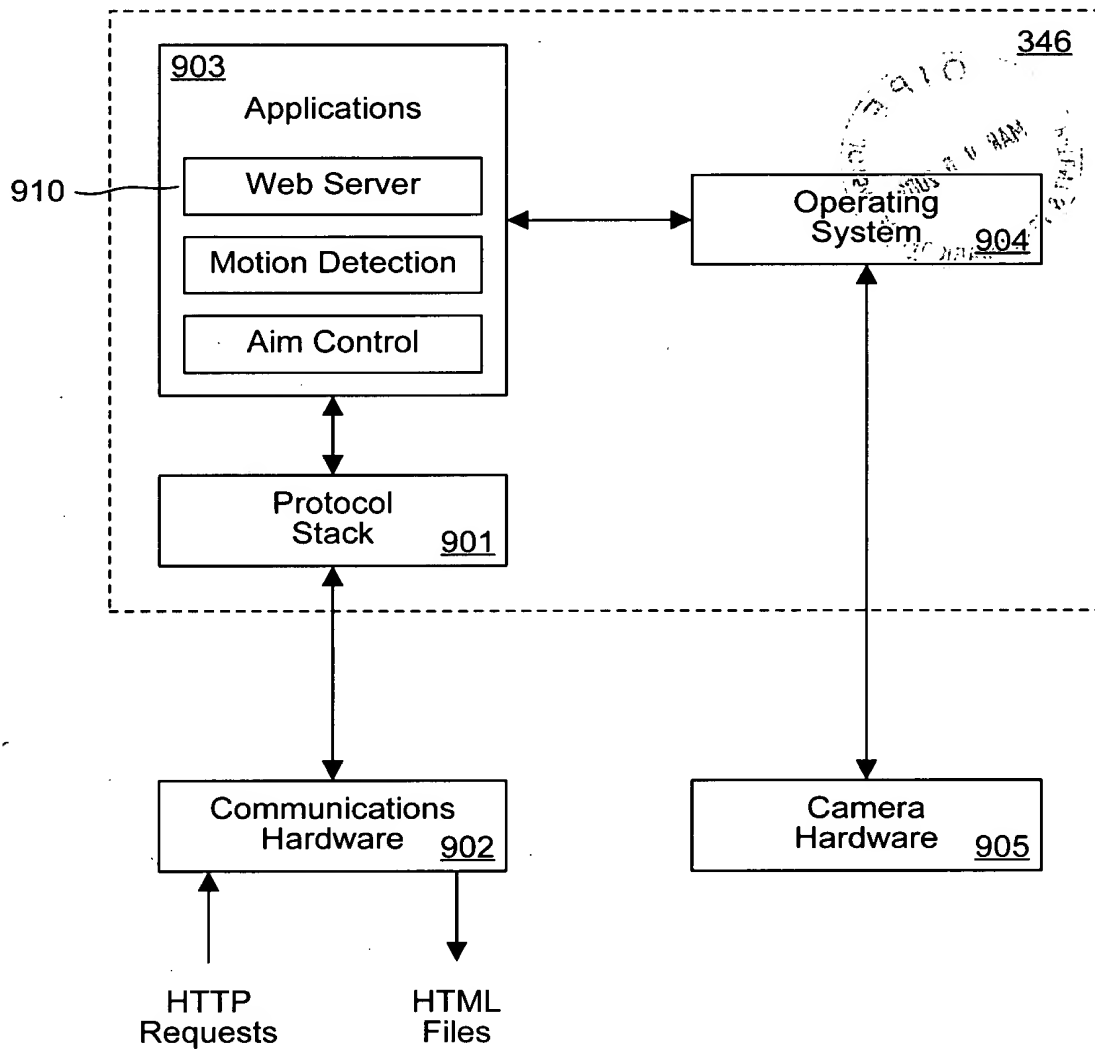 903
346
Applications
910
Web Server
Motion Detection
Aim Control
Operating
System
904
Protocol
Stack
901
Communications
Hardware
902
Camera
Hardware
905
HTTP
Requests
HTML
Files